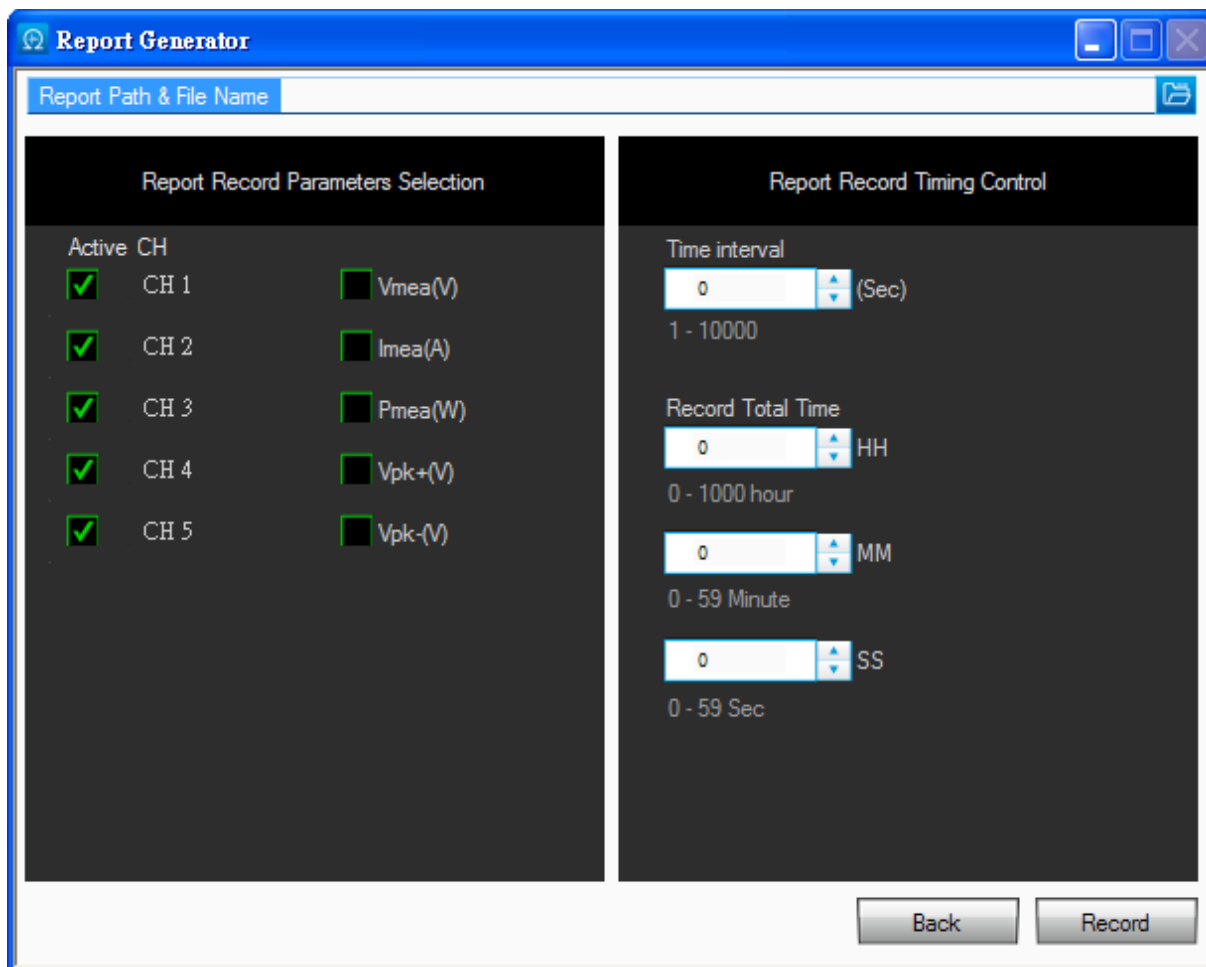 Report Generator
Report Path & File Name
Report Record Parameters Selection
Active CH
CH 1 Vmea(V)
CH 2 Imea(A)
CH 3 Pmea(W)
CH 4 Vpk+(V)
CH 5 Vpk-(V)
Report Record Timing Control
Time interval
0 (Sec)
1 - 10000
Record Total Time
0 HH
0 - 1000 hour
0 MM
0 - 59 Minute
0 SS
0 - 59 Sec
Back Record